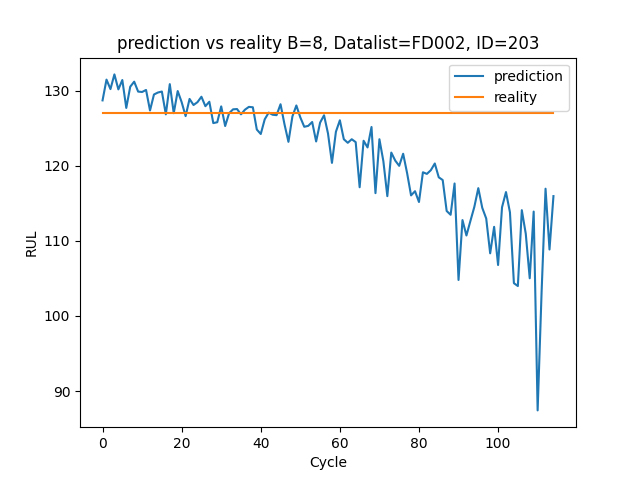 prediction vs reality B=8, Datalist=FD002, ID=203
prediction
reality
130
120
110
100
90
RUL
0 20 40 60 80 100
Cycle